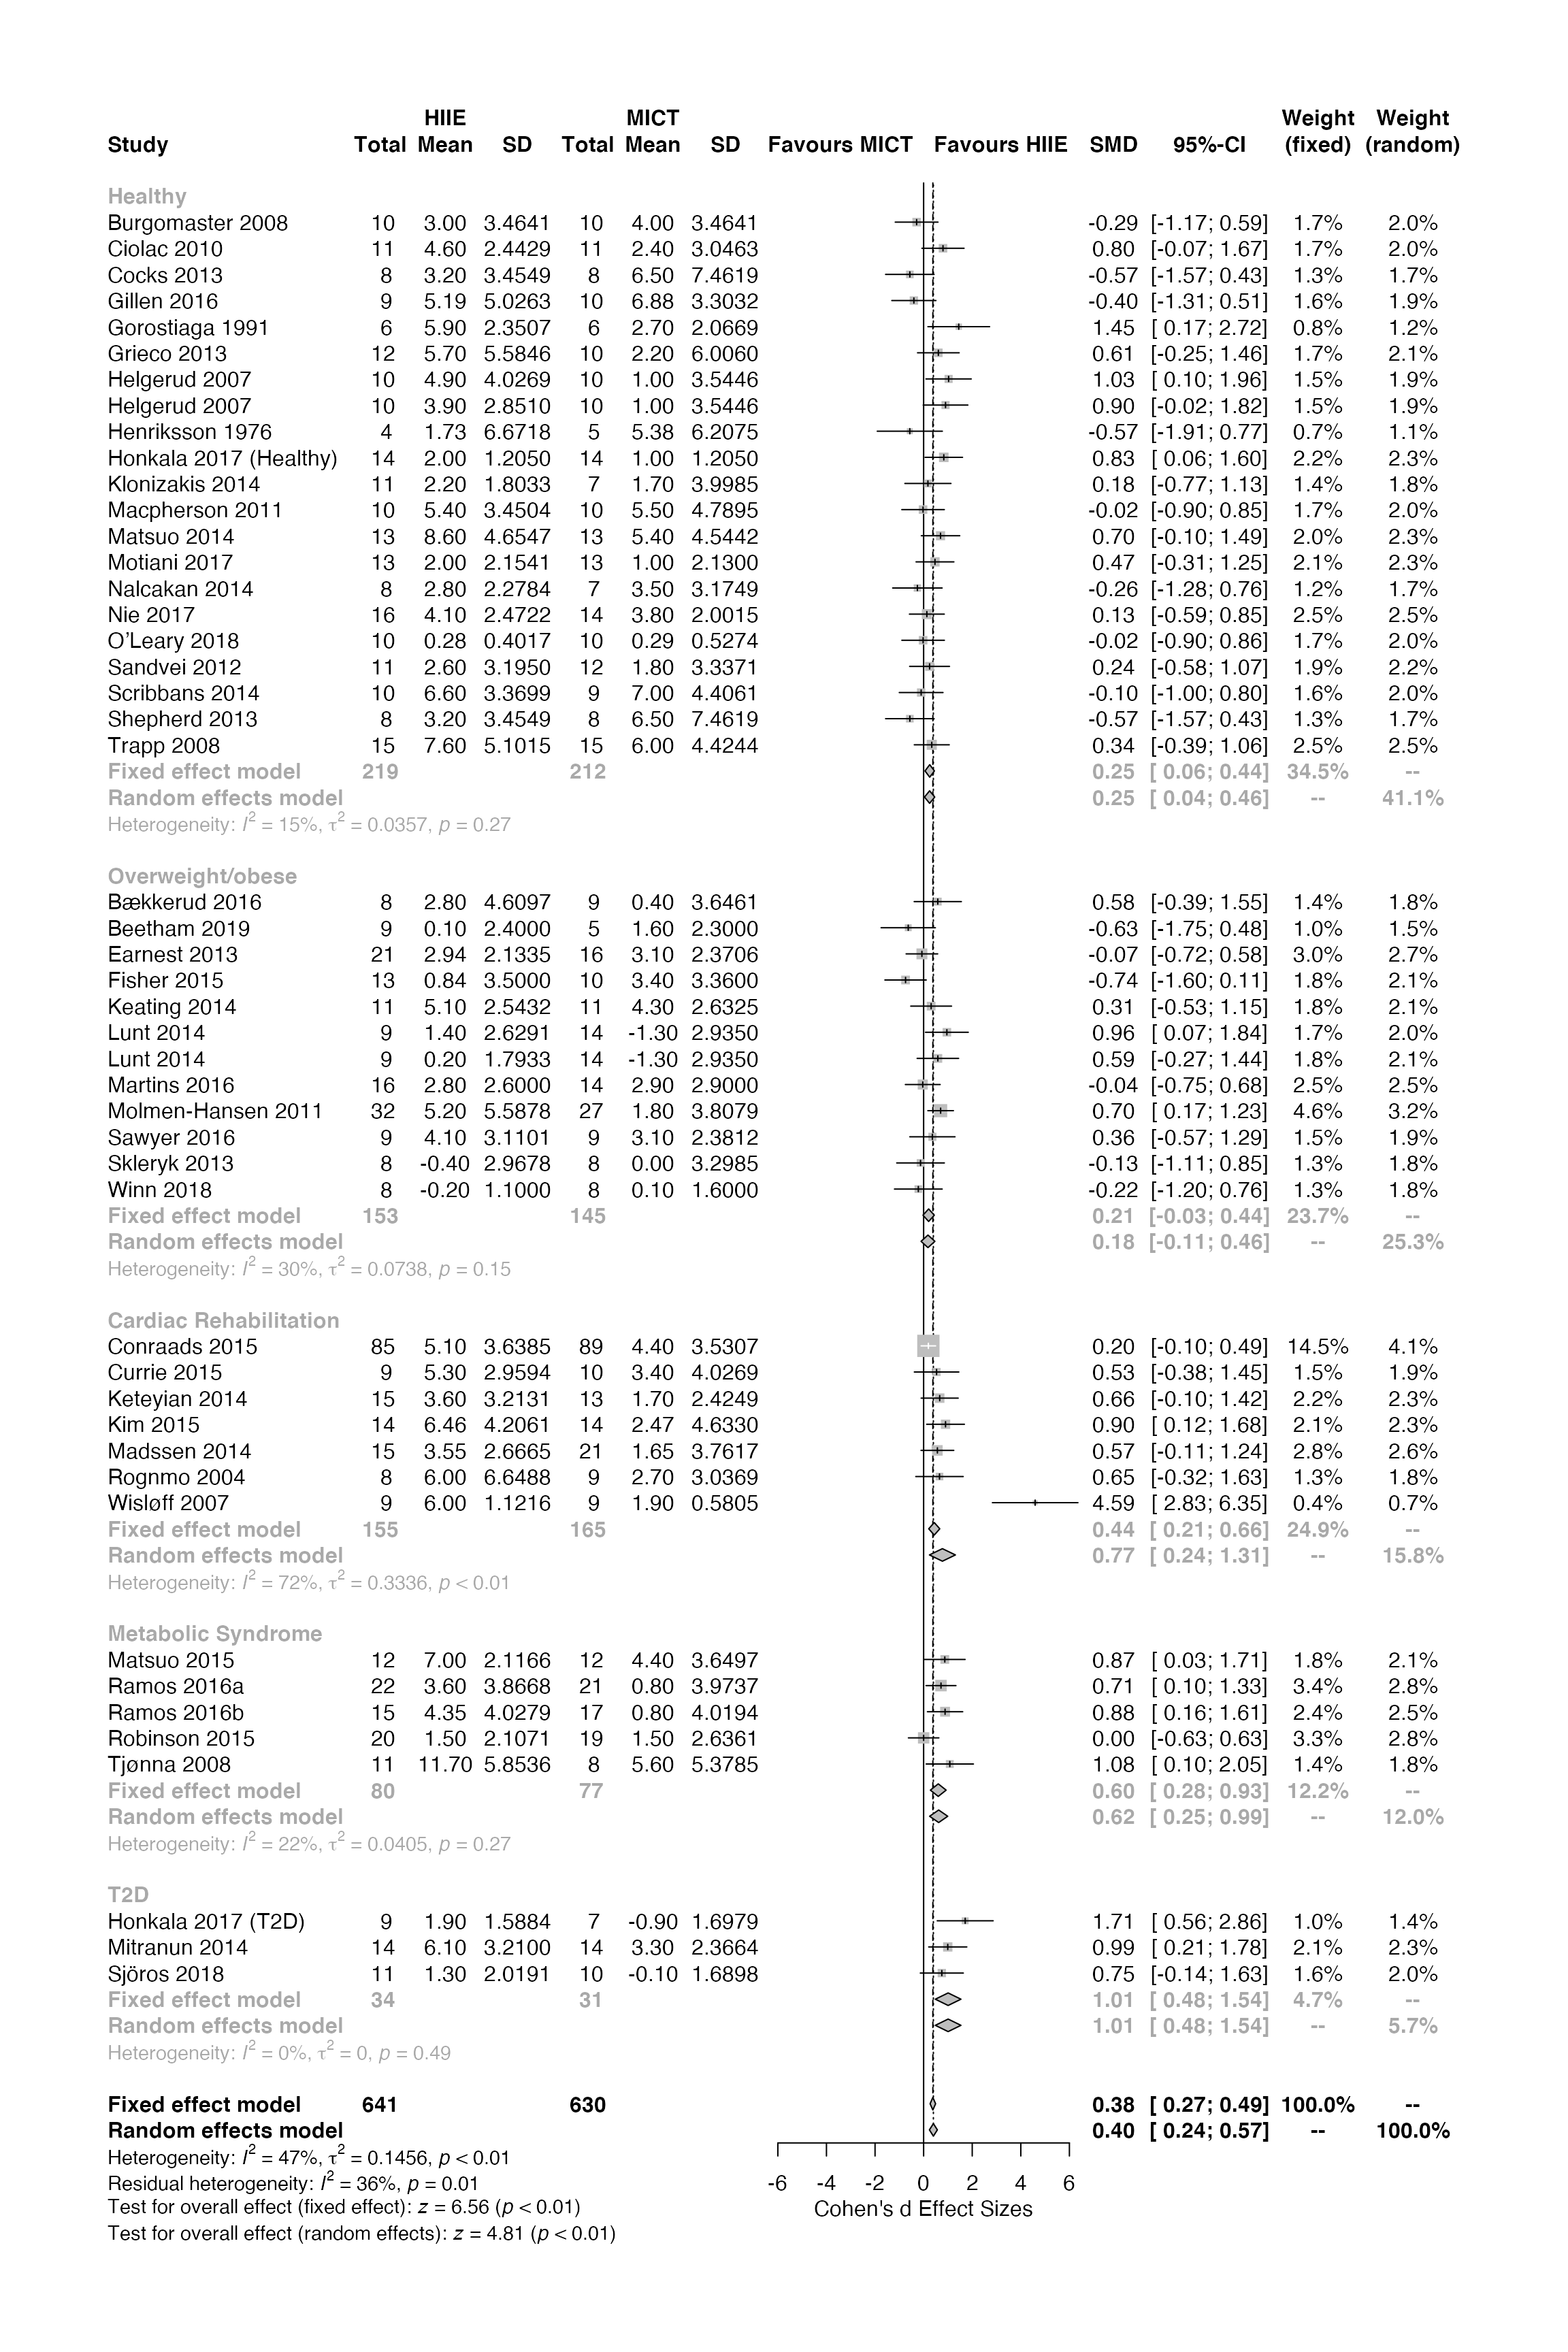 HIIE MICT Weight Weight
Study Total Mean SD Total Mean SD Favours MICT Favours HIIE SMD 95%-CI (fixed) (random)
Healthy
Burgomaster 2008 10 3.00 3.4641 10 4.00 3.4641 -0.29 [-1.17; 0.59] 1.7% 2.0%
Ciolac 2010 11 4.60 2.4429 11 2.40 3.0463 0.80 [-0.07; 1.67] 1.7% 2.0%
Cocks 2013 8 3.20 3.4549 8 6.50 7.4619 -0.57 [-1.57; 0.43] 1.3% 1.7%
Gillen 2016 9 5.19 5.0263 10 6.88 3.3032 -0.40 [-1.31; 0.51] 1.6% 1.9%
Gorostiaga 1991 6 5.90 2.3507 6 2.70 2.0669 1.45 [ 0.17; 2.72] 0.8% 1.2%
Grieco 2013 12 5.70 5.5846 10 2.20 6.0060 0.61 [-0.25; 1.46] 1.7% 2.1%
Helgerud 2007 10 4.90 4.0269 10 1.00 3.5446 1.03 [ 0.10; 1.96] 1.5% 1.9%
Helgerud 2007 10 3.90 2.8510 10 1.00 3.5446 0.90 [-0.02; 1.82] 1.5% 1.9%
Henriksson 1976 4 1.73 6.6718 5 5.38 6.2075 -0.57 [-1.91; 0.77] 0.7% 1.1%
Honkala 2017 (Healthy) 14 2.00 1.2050 14 1.00 1.2050 0.83 [ 0.06; 1.60] 2.2% 2.3%
Klonizakis 2014 11 2.20 1.8033 7 1.70 3.9985 0.18 [-0.77; 1.13] 1.4% 1.8%
Macpherson 2011 10 5.40 3.4504 10 5.50 4.7895 -0.02 [-0.90; 0.85] 1.7% 2.0%
Matsuo 2014 13 8.60 4.6547 13 5.40 4.5442 0.70 [-0.10; 1.49] 2.0% 2.3%
Motiani 2017 13 2.00 2.1541 13 1.00 2.1300 0.47 [-0.31; 1.25] 2.1% 2.3%
Nalcakan 2014 8 2.80 2.2784 7 3.50 3.1749 -0.26 [-1.28; 0.76] 1.2% 1.7%
Nie 2017 16 4.10 2.4722 14 3.80 2.0015 0.13 [-0.59; 0.85] 2.5% 2.5%
O'Leary 2018 10 0.28 0.4017 10 0.29 0.5274 -0.02 [-0.90; 0.86] 1.7% 2.0%
Sandvei 2012 11 2.60 3.1950 12 1.80 3.3371 0.24 [-0.58; 1.07] 1.9% 2.2%
Scribbans 2014 10 6.60 3.3699 9 7.00 4.4061 -0.10 [-1.00; 0.80] 1.6% 2.0%
Shepherd 2013 8 3.20 3.4549 8 6.50 7.4619 -0.57 [-1.57; 0.43] 1.3% 1.7%
Trapp 2008 15 7.60 5.1015 15 6.00 4.4244 0.34 [-0.39; 1.06] 2.5% 2.5%
Fixed effect model 219 212 0.25 [ 0.06; 0.44] 34.5% --
Random effects model 0.25 [ 0.04; 0.46] -- 41.1%
Heterogeneity: I² = 15%, τ² = 0.0357, p = 0.27
Overweight/obese
Bækkerud 2016 8 2.80 4.6097 9 0.40 3.6461 0.58 [-0.39; 1.55] 1.4% 1.8%
Beetham 2019 9 0.10 2.4000 5 1.60 2.3000 -0.63 [-1.75; 0.48] 1.0% 1.5%
Earnest 2013 21 2.94 2.1335 16 3.10 2.3706 -0.07 [-0.72; 0.58] 3.0% 2.7%
Fisher 2015 13 0.84 3.5000 10 3.40 3.3600 -0.74 [-1.60; 0.11] 1.8% 2.1%
Keating 2014 11 5.10 2.5432 11 4.30 2.6325 0.31 [-0.53; 1.15] 1.8% 2.1%
Lunt 2014 9 1.40 2.6291 14 -1.30 2.9350 0.96 [ 0.07; 1.84] 1.7% 2.0%
Lunt 2014 9 0.20 1.7933 14 -1.30 2.9350 0.59 [-0.27; 1.44] 1.8% 2.1%
Martins 2016 16 2.80 2.6000 14 2.90 2.9000 -0.04 [-0.75; 0.68] 2.5% 2.5%
Molmen-Hansen 2011 32 5.20 5.5878 27 1.80 3.8079 0.70 [ 0.17; 1.23] 4.6% 3.2%
Sawyer 2016 9 4.10 3.1101 9 3.10 2.3812 0.36 [-0.57; 1.29] 1.5% 1.9%
Skleryk 2013 8 -0.40 2.9678 8 0.00 3.2985 -0.13 [-1.11; 0.85] 1.3% 1.8%
Winn 2018 8 -0.20 1.1000 8 0.10 1.6000 -0.22 [-1.20; 0.76] 1.3% 1.8%
Fixed effect model 153 145 0.21 [-0.03; 0.44] 23.7% --
Random effects model 0.18 [-0.11; 0.46] -- 25.3%
Heterogeneity: I² = 30%, τ² = 0.0738, p = 0.15
Cardiac Rehabilitation
Conraads 2015 85 5.10 3.6385 89 4.40 3.5307 0.20 [-0.10; 0.49] 14.5% 4.1%
Currie 2015 9 5.30 2.9594 10 3.40 4.0269 0.53 [-0.38; 1.45] 1.5% 1.9%
Keteyian 2014 15 3.60 3.2131 13 1.70 2.4249 0.66 [-0.10; 1.42] 2.2% 2.3%
Kim 2015 14 6.46 4.2061 14 2.47 4.6330 0.90 [ 0.12; 1.68] 2.1% 2.3%
Madssen 2014 15 3.55 2.6665 21 1.65 3.7617 0.57 [-0.11; 1.24] 2.8% 2.6%
Rognmo 2004 8 6.00 6.6488 9 2.70 3.0369 0.65 [-0.32; 1.63] 1.3% 1.8%
Wisløff 2007 9 6.00 1.1216 9 1.90 0.5805 4.59 [ 2.83; 6.35] 0.4% 0.7%
Fixed effect model 155 165 0.44 [ 0.21; 0.66] 24.9% --
Random effects model 0.77 [ 0.24; 1.31] -- 15.8%
Heterogeneity: I² = 72%, τ² = 0.3336, p < 0.01
Metabolic Syndrome
Matsuo 2015 12 7.00 2.1166 12 4.40 3.6497 0.87 [ 0.03; 1.71] 1.8% 2.1%
Ramos 2016a 22 3.60 3.8668 21 0.80 3.9737 0.71 [ 0.10; 1.33] 3.4% 2.8%
Ramos 2016b 15 4.35 4.0279 17 0.80 4.0194 0.88 [ 0.16; 1.61] 2.4% 2.5%
Robinson 2015 20 1.50 2.1071 19 1.50 2.6361 0.00 [-0.63; 0.63] 3.3% 2.8%
Tjønna 2008 11 11.70 5.8536 8 5.60 5.3785 1.08 [ 0.10; 2.05] 1.4% 1.8%
Fixed effect model 80 77 0.60 [ 0.28; 0.93] 12.2% --
Random effects model 0.62 [ 0.25; 0.99] -- 12.0%
Heterogeneity: I² = 22%, τ² = 0.0405, p = 0.27
T2D
Honkala 2017 (T2D) 9 1.90 1.5884 7 -0.90 1.6979 1.71 [ 0.56; 2.86] 1.0% 1.4%
Mitranun 2014 14 6.10 3.2100 14 3.30 2.3664 0.99 [ 0.21; 1.78] 2.1% 2.3%
Sjöros 2018 11 1.30 2.0191 10 -0.10 1.6898 0.75 [-0.14; 1.63] 1.6% 2.0%
Fixed effect model 34 31 1.01 [ 0.48; 1.54] 4.7% --
Random effects model 1.01 [ 0.48; 1.54] -- 5.7%
Heterogeneity: I² = 0%, τ² = 0, p = 0.49
Fixed effect model 641 630 0.38 [ 0.27; 0.49] 100.0% --
Random effects model 0.40 [ 0.24; 0.57] -- 100.0%
Heterogeneity: I² = 47%, τ² = 0.1456, p < 0.01
Residual heterogeneity: I² = 36%, p = 0.01
-6 -4 -2 0 2 4 6
Test for overall effect (fixed effect): z = 6.56 (p < 0.01)
Cohen's d Effect Sizes
Test for overall effect (random effects): z = 4.81 (p < 0.01)